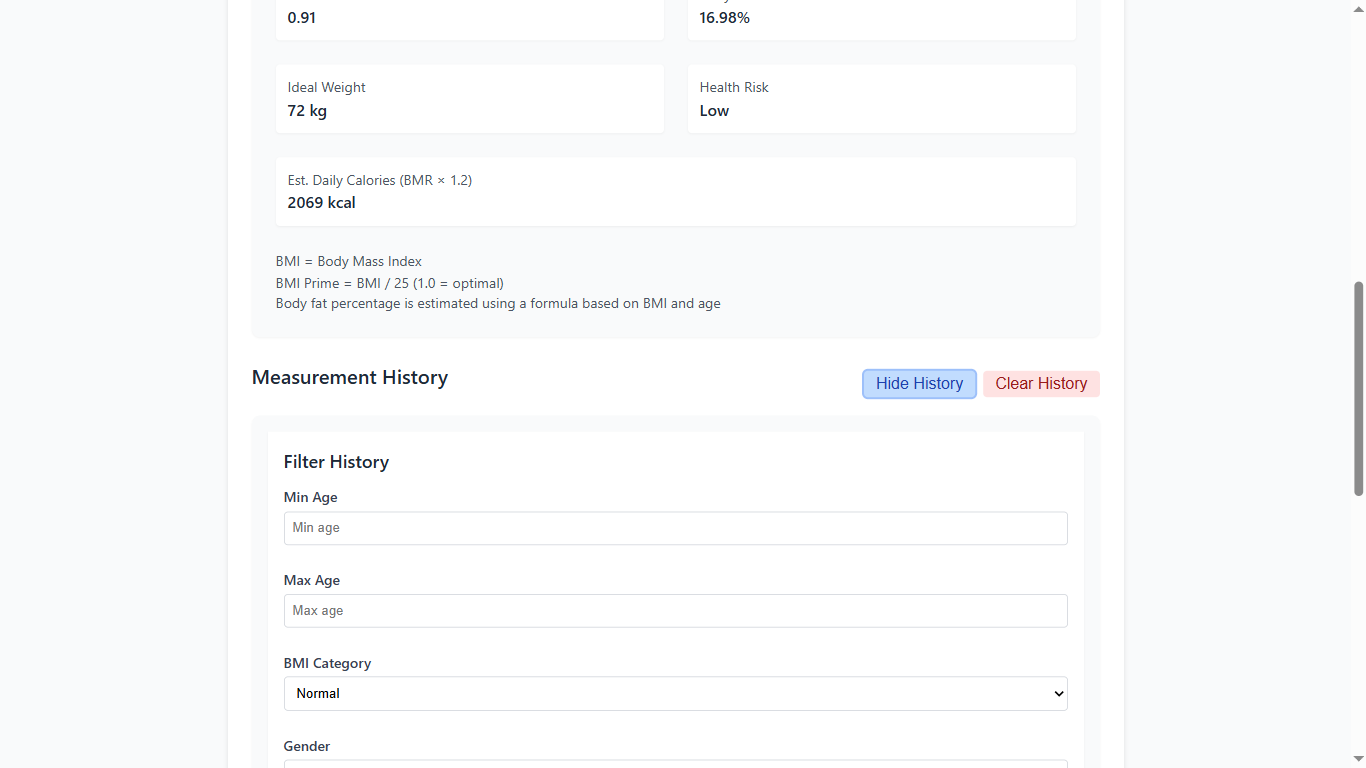 0.91
16.98%
Ideal Weight
72 kg
Health Risk
Low
Est. Daily Calories (BMR × 1.2)
2069 kcal
BMI = Body Mass Index
BMI Prime = BMI / 25 (1.0 = optimal)
Body fat percentage is estimated using a formula based on BMI and age
Measurement History
Hide History
Clear History
Filter History
Min Age
Min age
Max Age
Max age
BMI Category
Normal
Gender